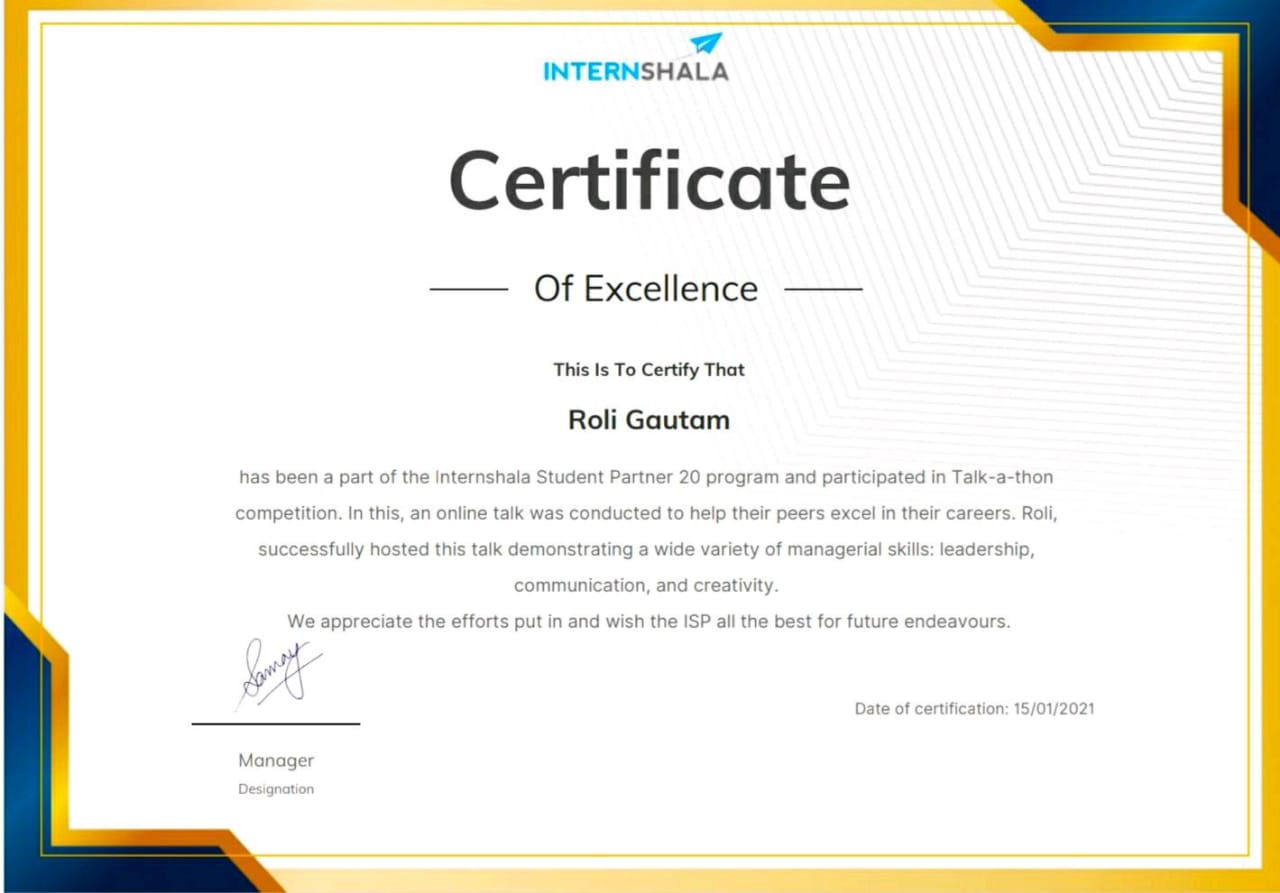 INTERNSHALA
Certificate
Of Excellence
This Is To Certify That
Roli Gautam
has been a part of the Internshala Student Partner 20 program and participated in Talk-a-thon
competition. In this, an online talk was conducted to help their peers excel in their careers. Roli,
successfully hosted this talk demonstrating a wide variety of managerial skills: leadership,
communication, and creativity.
We appreciate the efforts put in and wish the ISP all the best for future endeavours.
Samay
Date of certification: 15/01/2021
Manager
Designation